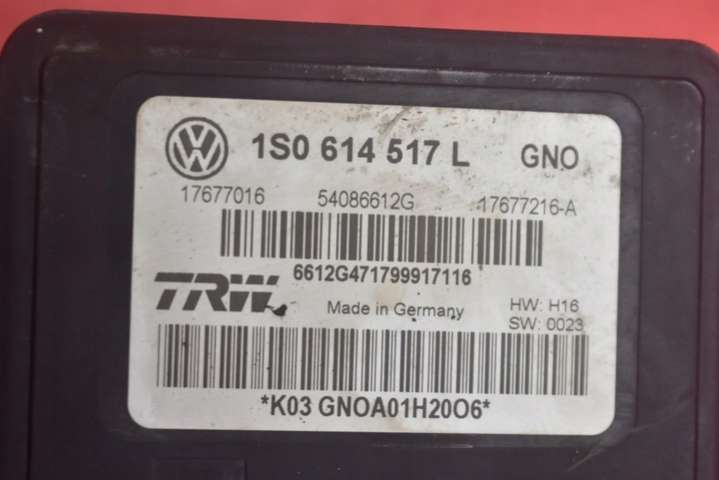 1S0 614 517 L GNO
17677016 54086612G 17677216-A
6612G471799917116
TRW Made in Germany HW: H16
SW: 0023
*K03 GNOA01H20O6*